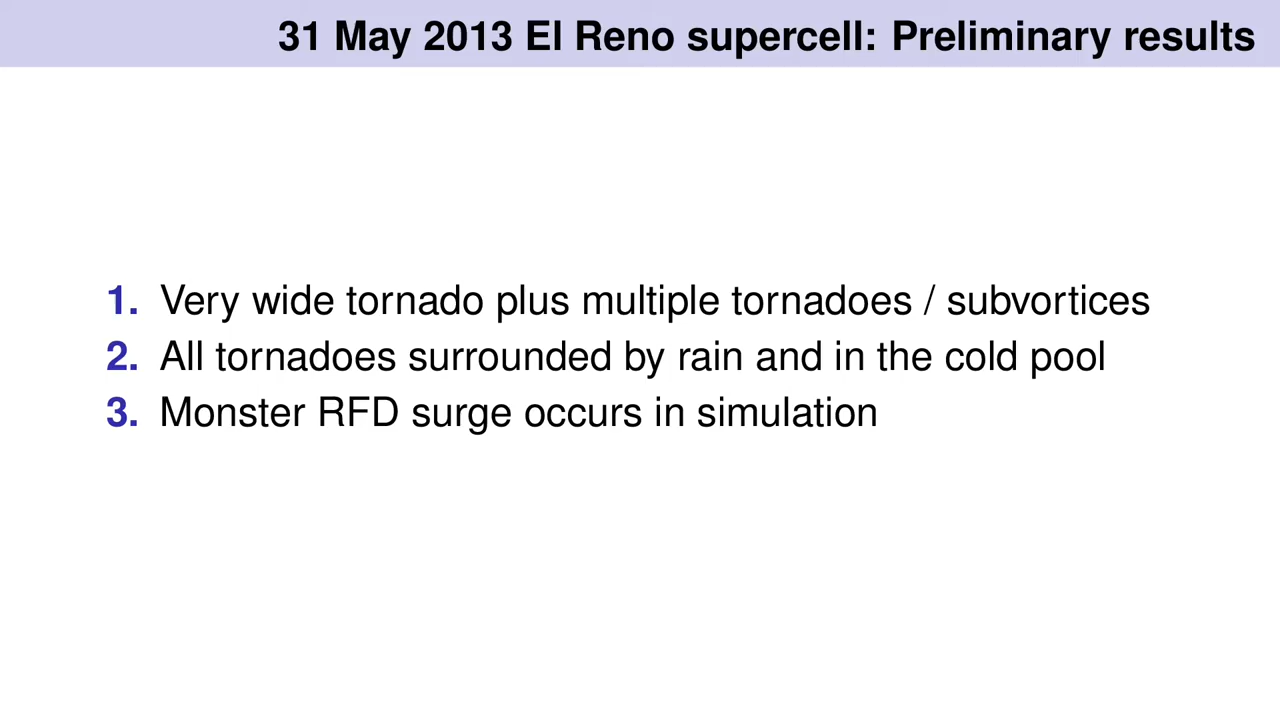 31 May 2013 El Reno supercell: Preliminary results
1. Very wide tornado plus multiple tornadoes / subvortices
2. All tornadoes surrounded by rain and in the cold pool
3. Monster RFD surge occurs in simulation